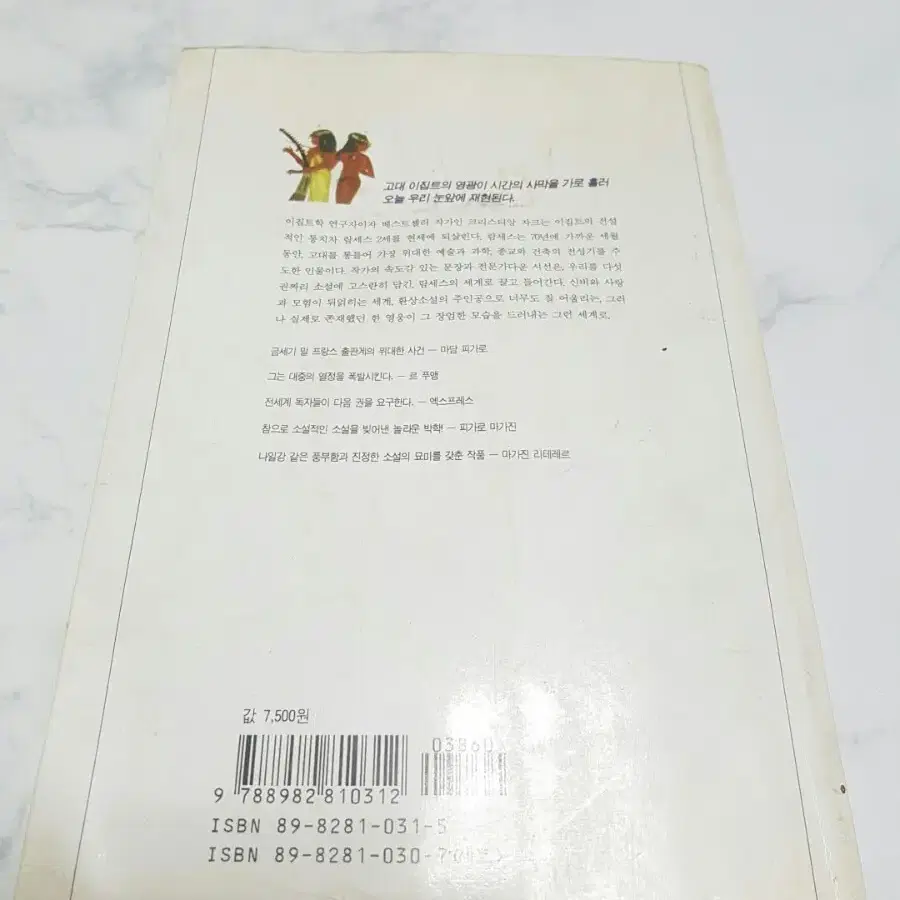 고대 이집트의 영광이 시간의 사막을 가로 흘러
오늘 우리 눈앞에 재현된다.
이집트학 연구자이자 베스트셀러 작가인 크리스티앙 자크는 이집트의 전설
적인 통치자 람세스 2세를 현세에 되살린다. 람세스는 70년에 가까운 세월
동안, 고대를 통틀어 가장 위대한 예술과 과학, 종교와 건축의 전성기를 주
도한 인물이다. 작가의 속도감 있는 문장과 전문가다운 시선은, 우리를 다섯
권짜리 소설에 고스란히 담긴, 람세스의 세계로 끌고 들어간다. 신비와 사랑
과 모험이 뒤얽히는 세계, 환상소설의 주인공으로 너무도 잘 어울리는, 그러
나 실제로 존재했던 한 영웅이 그 장엄한 모습을 드러내는 그런 세계로.
금세기 말 프랑스 출판계의 위대한 사건 — 마담 피가로
그는 대중의 열정을 폭발시킨다. — 르 푸앵
전세계 독자들이 다음 권을 요구한다. — 엑스프레스
참으로 소설적인 소설을 빚어낸 놀라운 박학! — 피가로 마가진
나일강 같은 풍부함과 진정한 소설의 묘미를 갖춘 작품 — 마가진 리테레르
값 7,500원
03860
9 788982 810312
ISBN 89-8281-031-5
ISBN 89-8281-030-7